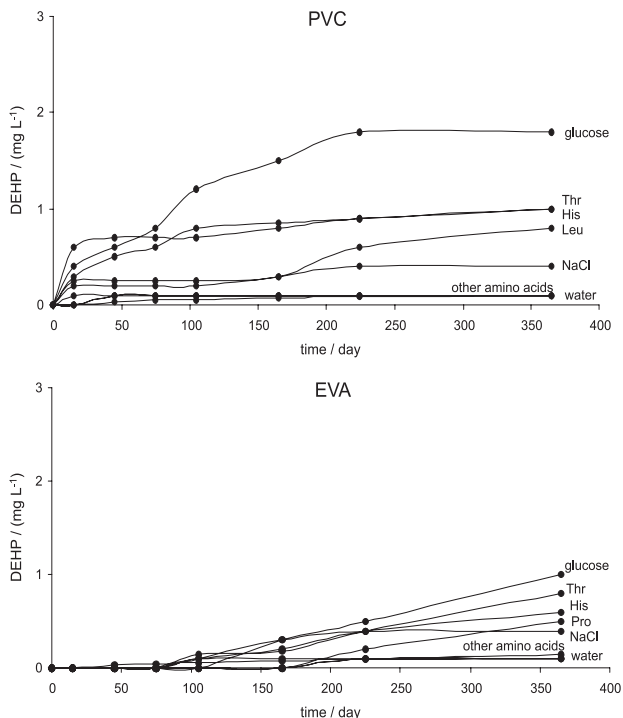 PVC
3
2
1
0
DEHP / (mg L⁻¹)
glucose
Thr
His
Leu
NaCl
other amino acids
water
0 50 100 150 200 250 300 350 400
time / day
EVA
3
2
1
0
DEHP / (mg L⁻¹)
glucose
Thr
His
Pro
NaCl
other amino acids
water
0 50 100 150 200 250 300 350 400
time / day